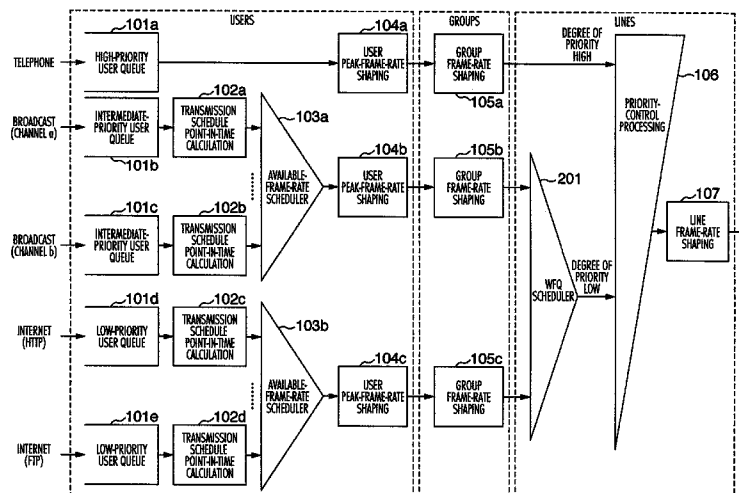 USERS
GROUPS
LINES
101a
104a
DEGREE OF
PRIORITY
HIGH
TELEPHONE
HIGH-PRIORITY
USER QUEUE
USER
PEAK-FRAME-RATE
SHAPING
GROUP
FRAME-RATE
SHAPING
105a
106
PRIORITY-
CONTROL
PROCESSING
102a
103a
BROADCAST
(CHANNEL a)
INTERMEDIATE-
PRIORITY USER
QUEUE
101b
TRANSMISSION
SCHEDULE
POINT-IN-TIME
CALCULATION
AVAILABLE-
FRAME-RATE
SCHEDULER
104b
USER
PEAK-FRAME-RATE
SHAPING
105b
GROUP
FRAME-RATE
SHAPING
201
WFQ
SCHEDULER
DEGREE OF
PRIORITY
LOW
107
LINE
FRAME-RATE
SHAPING
101c
102b
BROADCAST
(CHANNEL b)
INTERMEDIATE-
PRIORITY USER
QUEUE
TRANSMISSION
SCHEDULE
POINT-IN-TIME
CALCULATION
101d
102c
103b
INTERNET
(HTTP)
LOW-PRIORITY
USER QUEUE
TRANSMISSION
SCHEDULE
POINT-IN-TIME
CALCULATION
AVAILABLE-
FRAME-RATE
SCHEDULER
104c
USER
PEAK-FRAME-RATE
SHAPING
105c
GROUP
FRAME-RATE
SHAPING
101e
102d
INTERNET
(FTP)
LOW-PRIORITY
USER QUEUE
TRANSMISSION
SCHEDULE
POINT-IN-TIME
CALCULATION